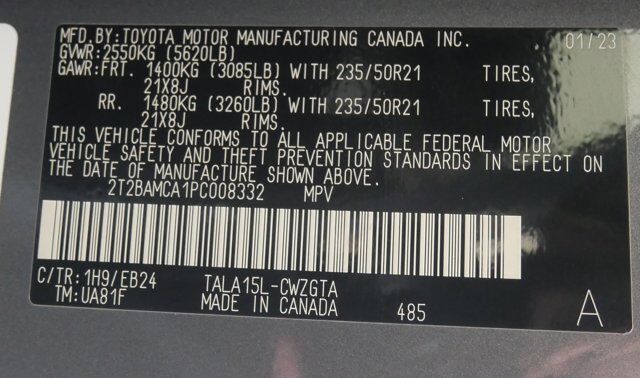 MFD.BY:TOYOTA MOTOR MANUFACTURING CANADA INC. 01/23
GVWR:2550KG (5620LB)
GAWR:FRT. 1400KG (3085LB) WITH 235/50R21 TIRES,
21X8J RIMS.
RR. 1480KG (3260LB) WITH 235/50R21 TIRES,
21X8J RIMS.
THIS VEHICLE CONFORMS TO ALL APPLICABLE FEDERAL MOTOR
VEHICLE SAFETY AND THEFT PREVENTION STANDARDS IN EFFECT ON
THE DATE OF MANUFACTURE SHOWN ABOVE.
2T2BAMCA1PC008332 MPV
C/TR:1H9/EB24 TALA15L-CWZGTA
TM:UA81F MADE IN CANADA 485 A